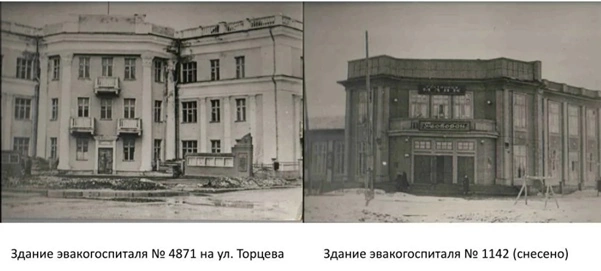 Здание эвакогоспиталя № 4871 на ул. Торцева
Здание эвакогоспиталя № 1142 (снесено)